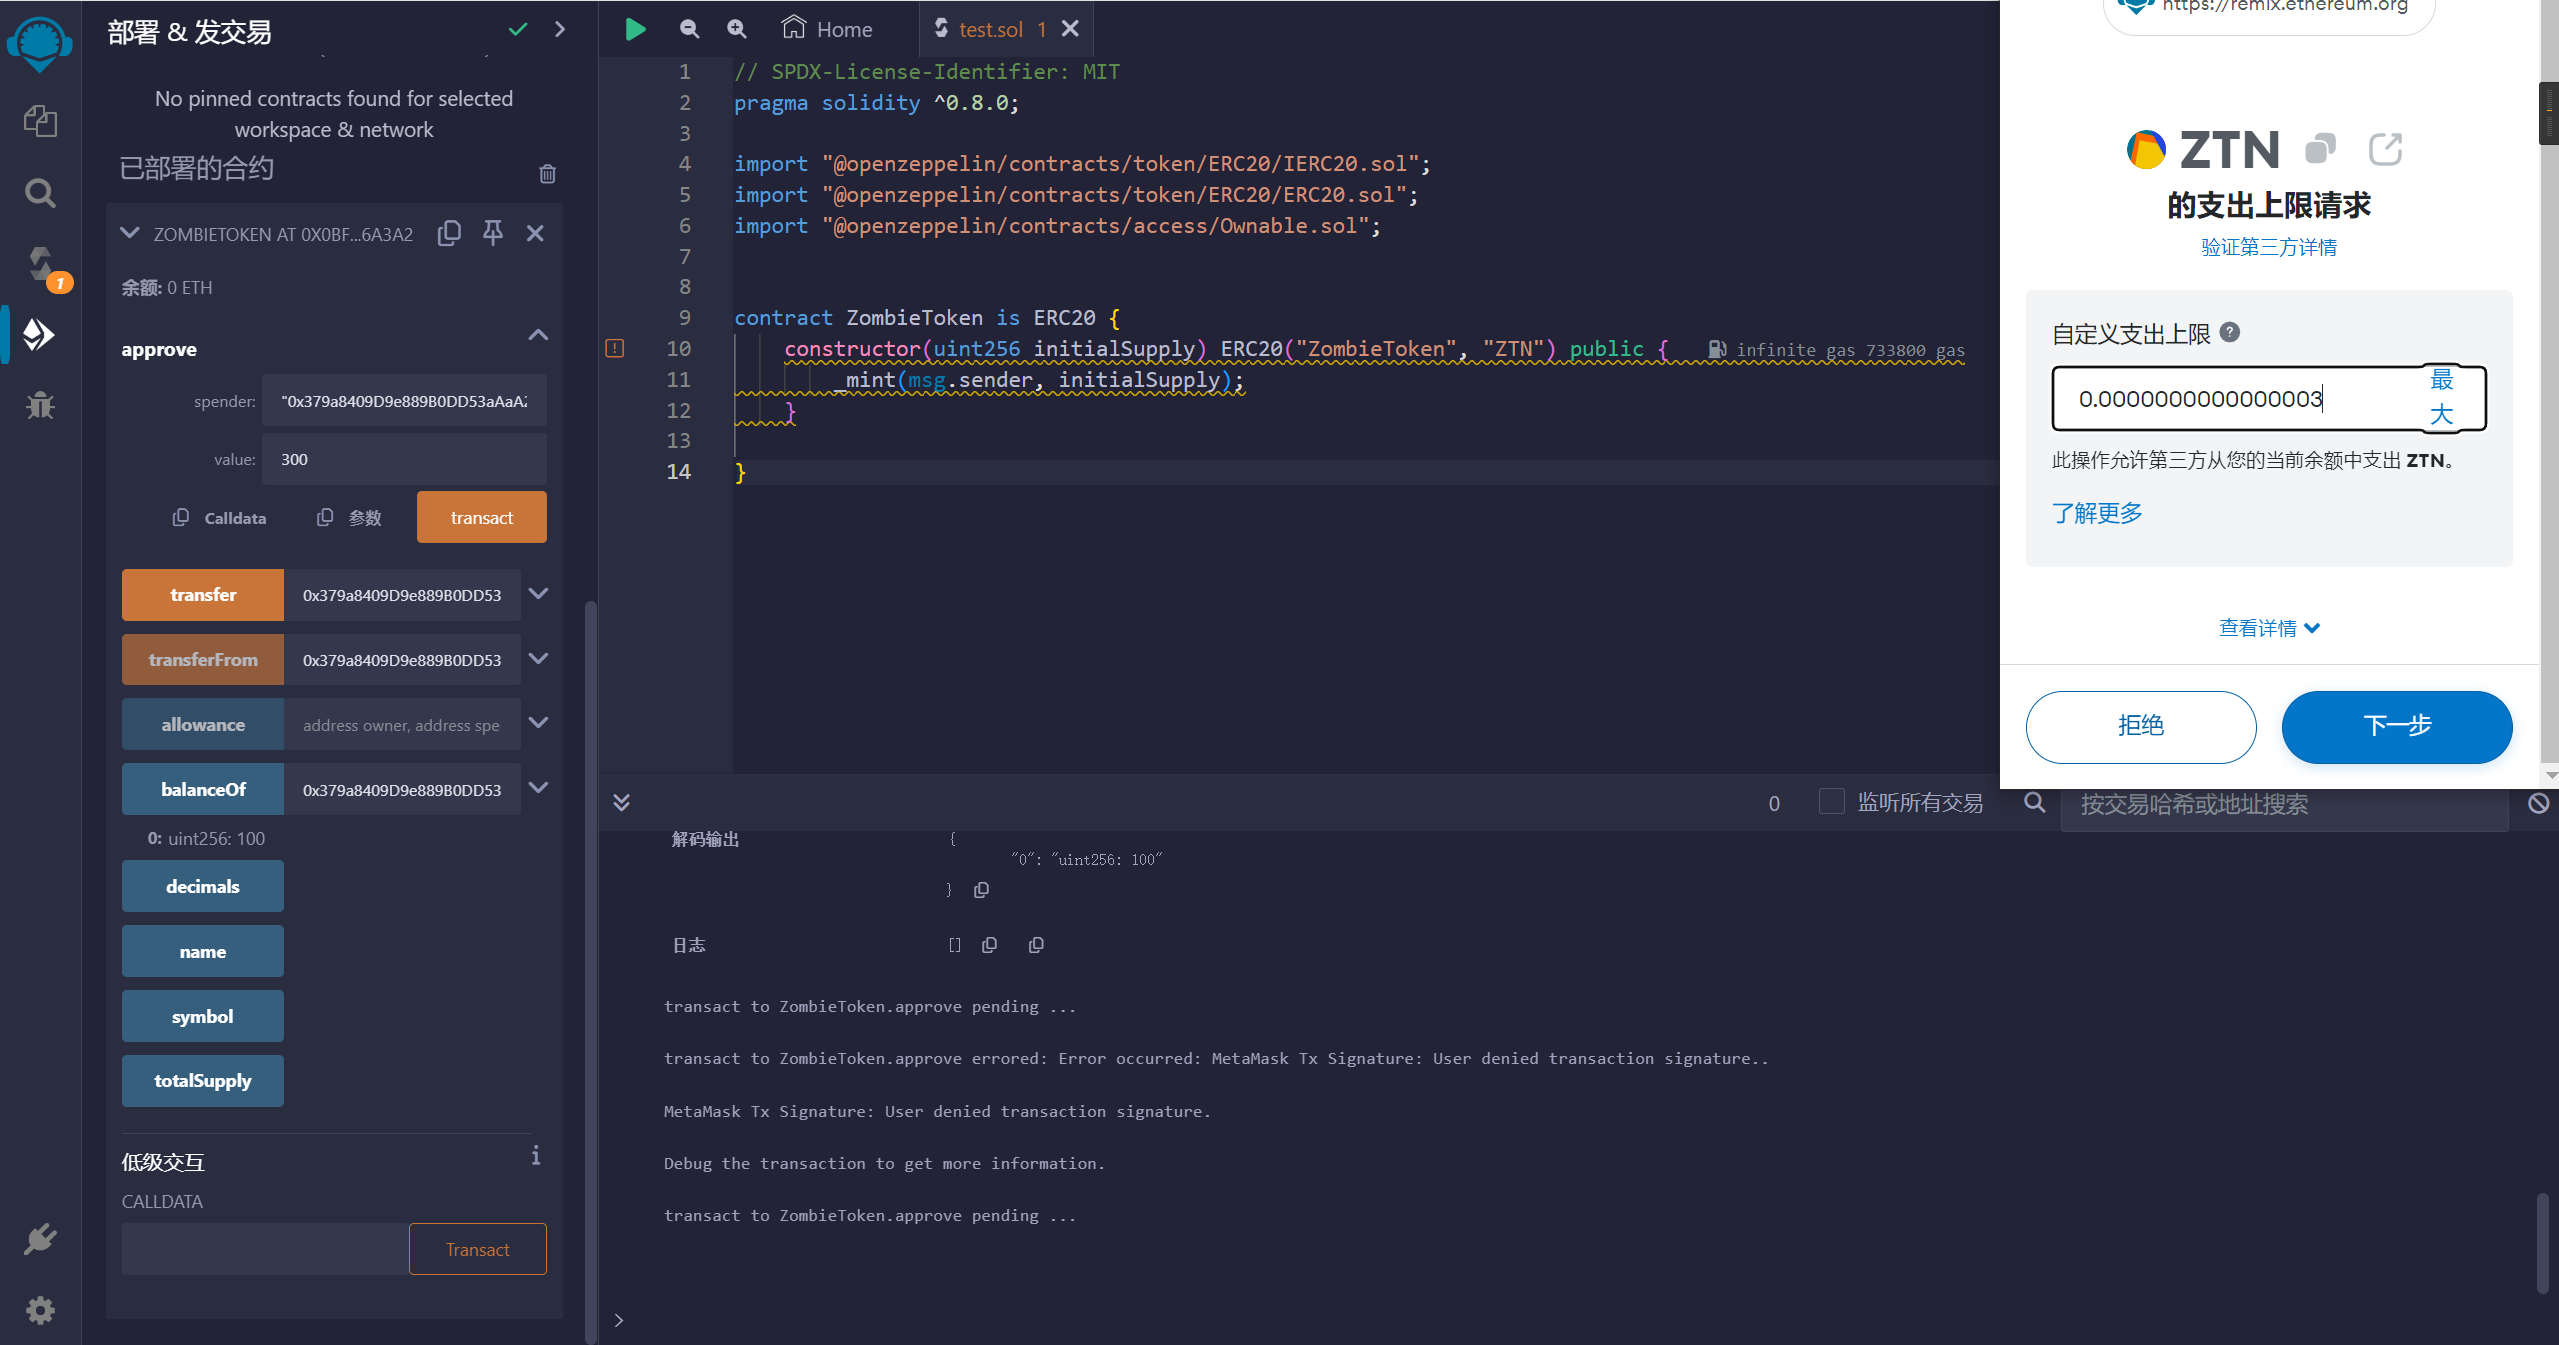 部署 & 发交易
No pinned contracts found for selected
workspace & network
已部署的合约
ZOMBIETOKEN AT 0X0BF...6A3A2
余额: 0 ETH
approve
spender: "0x379a8409D9e889B0DD53aAaA2
value: 300
Calldata 参数 transact
transfer 0x379a8409D9e889B0DD53
transferFrom 0x379a8409D9e889B0DD53
allowance address owner, address spe
balanceOf 0x379a8409D9e889B0DD53
0: uint256: 100
decimals
name
symbol
totalSupply
低级交互 i
CALLDATA
Transact
1
Home test.sol 1
1 // SPDX-License-Identifier: MIT
2 pragma solidity ^0.8.0;
3
4 import "@openzeppelin/contracts/token/ERC20/IERC20.sol";
5 import "@openzeppelin/contracts/token/ERC20/ERC20.sol";
6 import "@openzeppelin/contracts/access/Ownable.sol";
7
8
9 contract ZombieToken is ERC20 {
10 constructor(uint256 initialSupply) ERC20("ZombieToken", "ZTN") public { infinite gas 733800 gas
11 _mint(msg.sender, initialSupply);
12 }
13
14 }
0 监听所有交易 按交易哈希或地址搜索
解码输出 {
"0": "uint256: 100"
}
日志 []
transact to ZombieToken.approve pending ...
transact to ZombieToken.approve errored: Error occurred: MetaMask Tx Signature: User denied transaction signature..
MetaMask Tx Signature: User denied transaction signature.
Debug the transaction to get more information.
transact to ZombieToken.approve pending ...
>
https://remix.ethereum.org
ZTN
的支出上限请求
验证第三方详情
自定义支出上限 ?
0.0000000000000003 最大
此操作允许第三方从您的当前余额中支出 ZTN。
了解更多
查看详情
拒绝 下一步